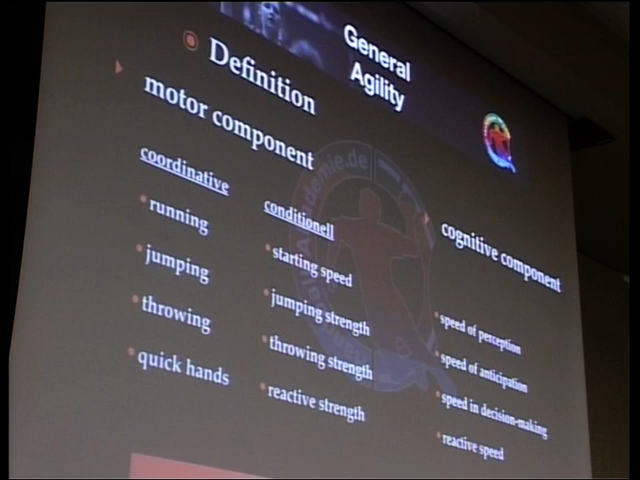 General
Agility
Definition
motor component
coordinative
running
jumping
throwing
quick hands
conditionell
starting speed
jumping strength
throwing strength
reactive strength
cognitive component
speed of perception
speed of anticipation
speed in decision-making
reactive speed